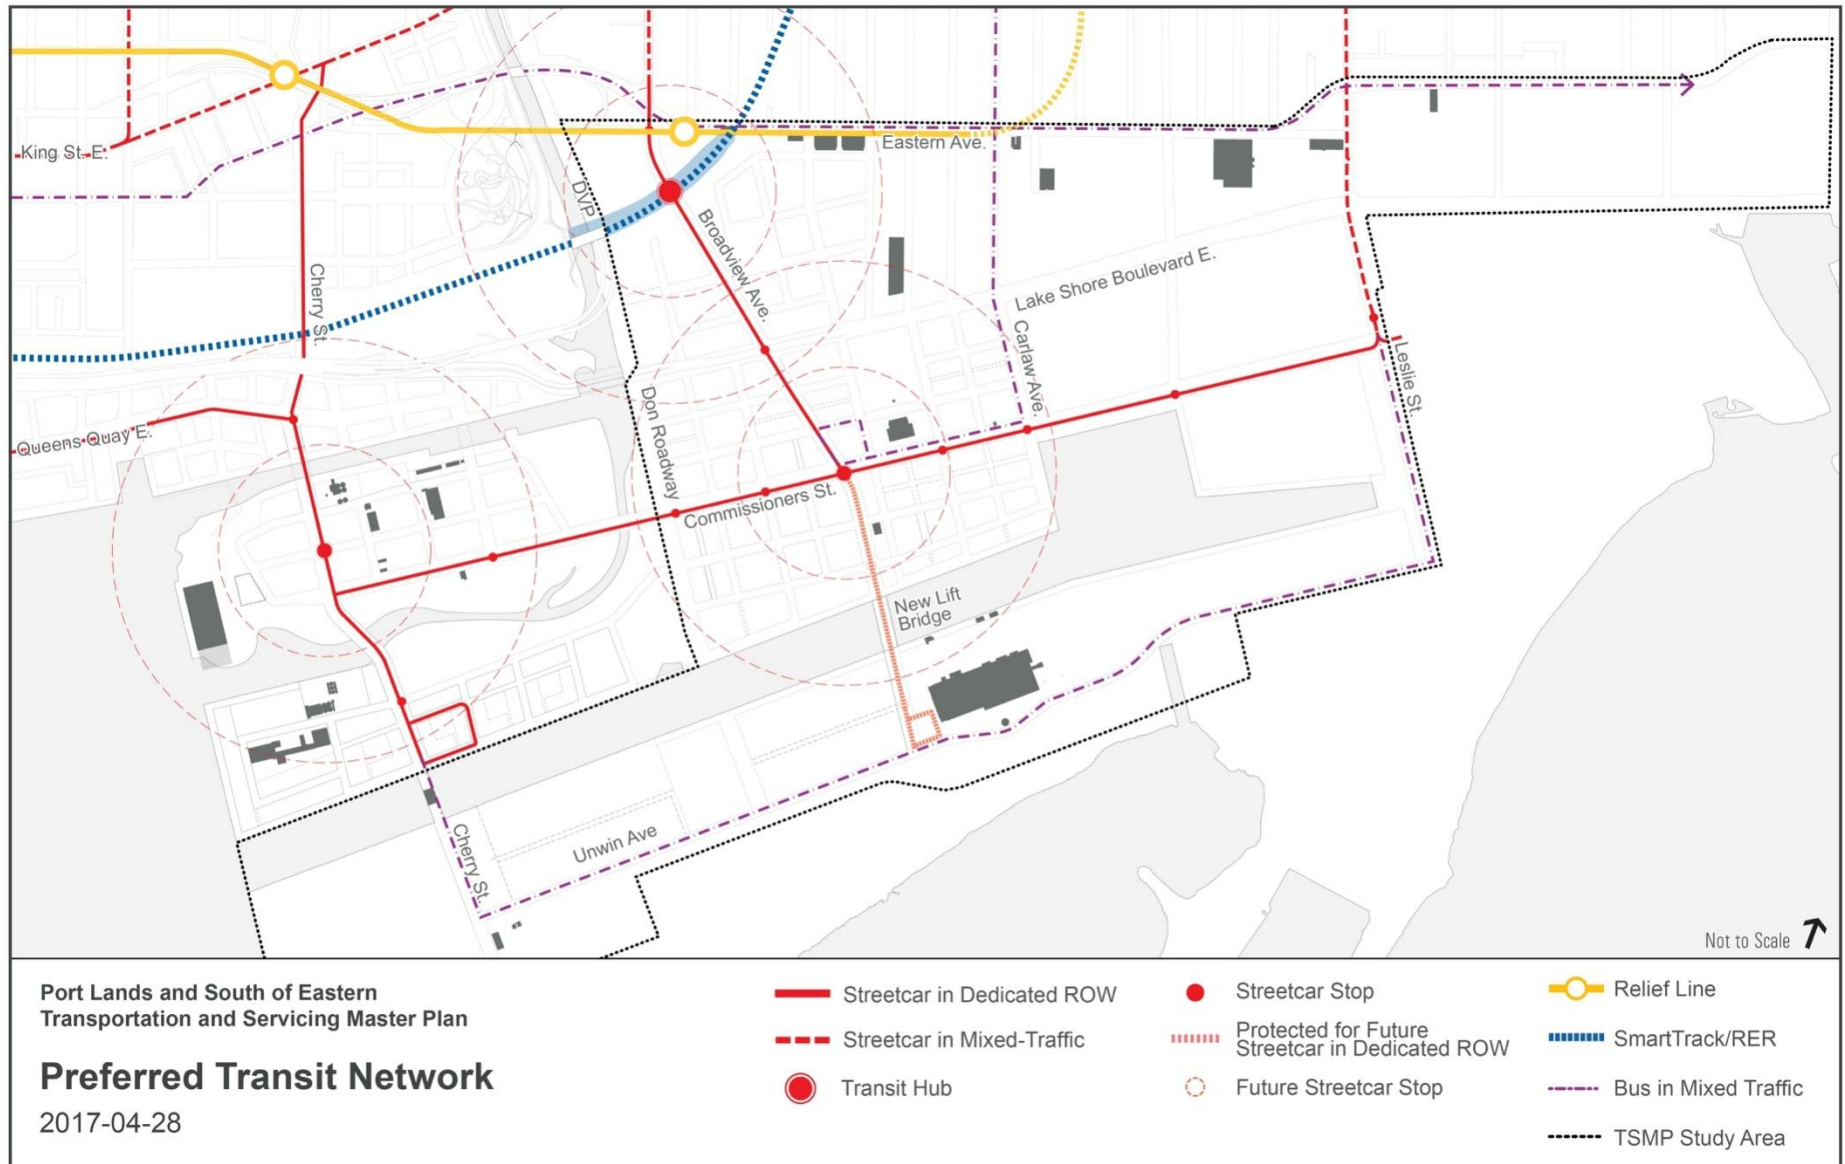 King St. E.
Eastern Ave.
DVP
Broadview Ave.
Cherry St.
Lake Shore Boulevard E.
Carlaw Ave.
Leslie St.
Don Roadway
Queens Quay E.
Commissioners St.
New Lift
Bridge
Cherry St.
Unwin Ave
Not to Scale
Port Lands and South of Eastern
Transportation and Servicing Master Plan
Preferred Transit Network
2017-04-28
Streetcar in Dedicated ROW
Streetcar in Mixed-Traffic
Transit Hub
Streetcar Stop
Protected for Future
Streetcar in Dedicated ROW
Future Streetcar Stop
Relief Line
SmartTrack/RER
Bus in Mixed Traffic
TSMP Study Area